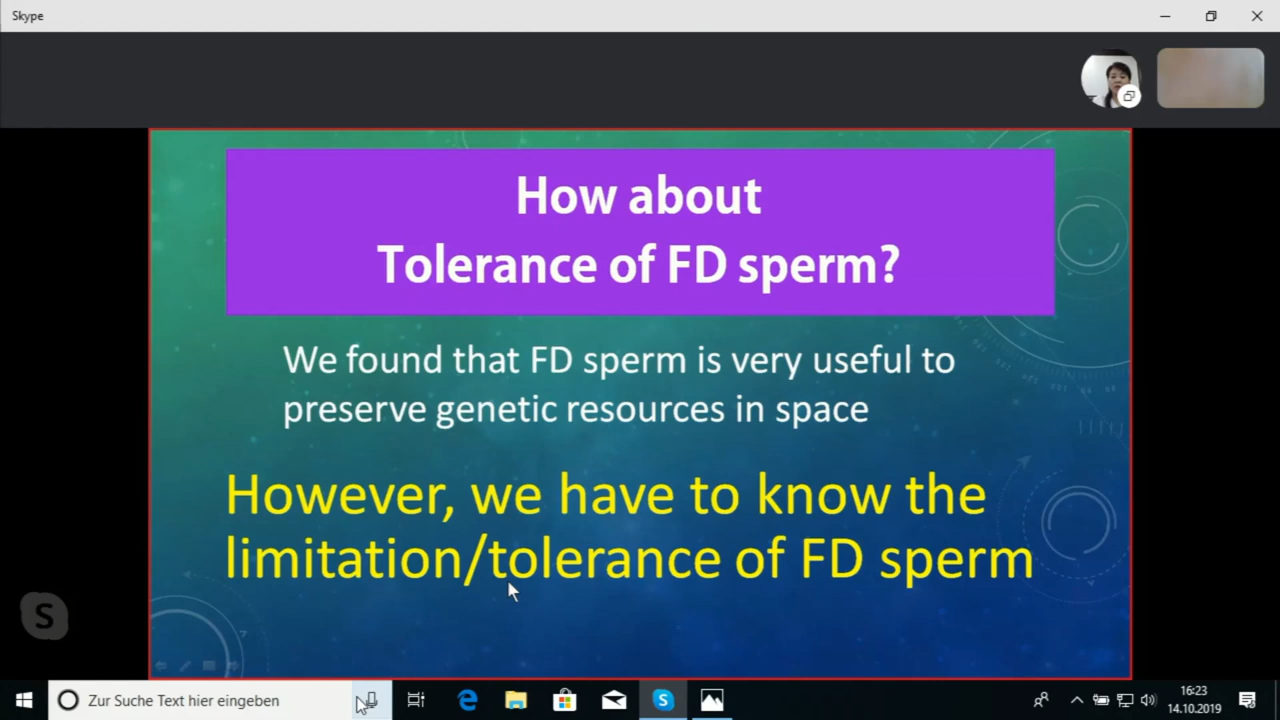 Skype
How about
Tolerance of FD sperm?
We found that FD sperm is very useful to
preserve genetic resources in space
However, we have to know the
limitation/tolerance of FD sperm
S
Zur Suche Text hier eingeben
16:23
14.10.2019